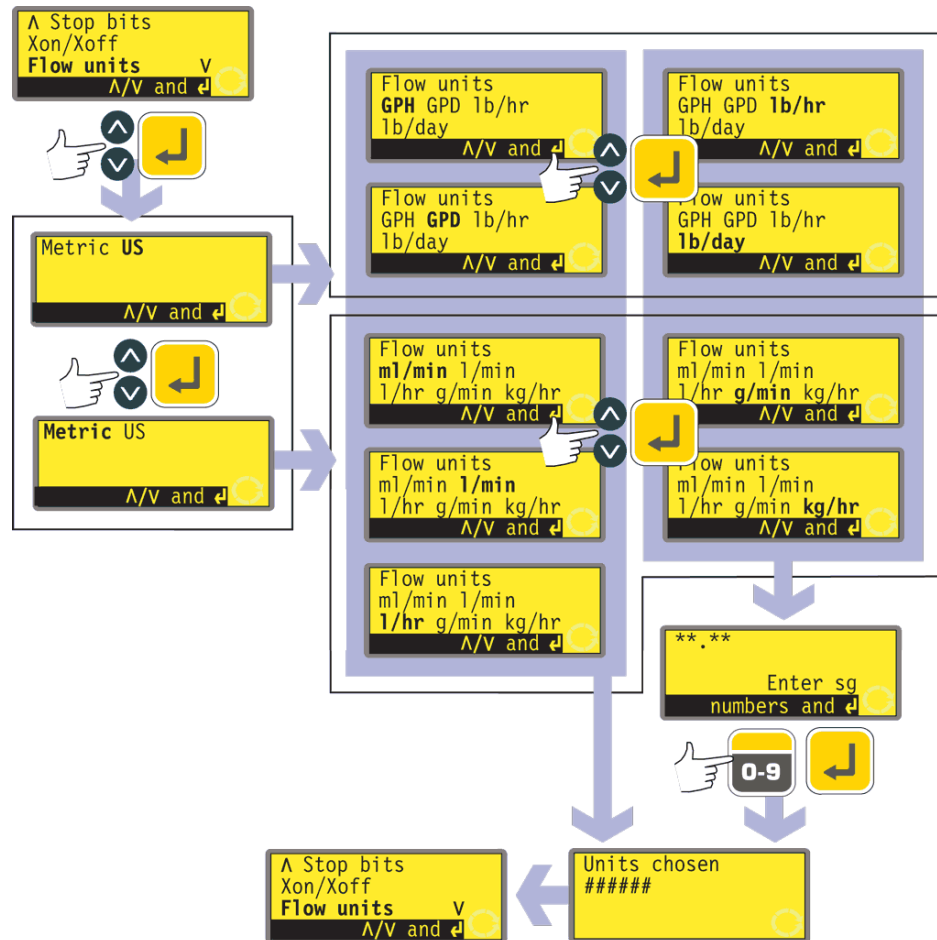 Λ Stop bits
Xon/Xoff
Flow units V
Λ/V and ↲
Metric US
Λ/V and ↲
Metric US
Λ/V and ↲
Flow units
GPH GPD lb/hr
lb/day
Λ/V and ↲
Flow units
GPH GPD lb/hr
lb/day
Λ/V and ↲
Flow units
GPH GPD lb/hr
lb/day
Λ/V and ↲
Flow units
GPH GPD lb/hr
lb/day
Λ/V and ↲
Flow units
ml/min l/min
l/hr g/min kg/hr
Λ/V and ↲
Flow units
ml/min l/min
l/hr g/min kg/hr
Λ/V and ↲
Flow units
ml/min l/min
l/hr g/min kg/hr
Λ/V and ↲
Flow units
ml/min l/min
l/hr g/min kg/hr
Λ/V and ↲
Flow units
ml/min l/min
l/hr g/min kg/hr
Λ/V and ↲
**.**
Enter sg
numbers and ↲
0-9
Units chosen
######
Λ Stop bits
Xon/Xoff
Flow units V
Λ/V and ↲